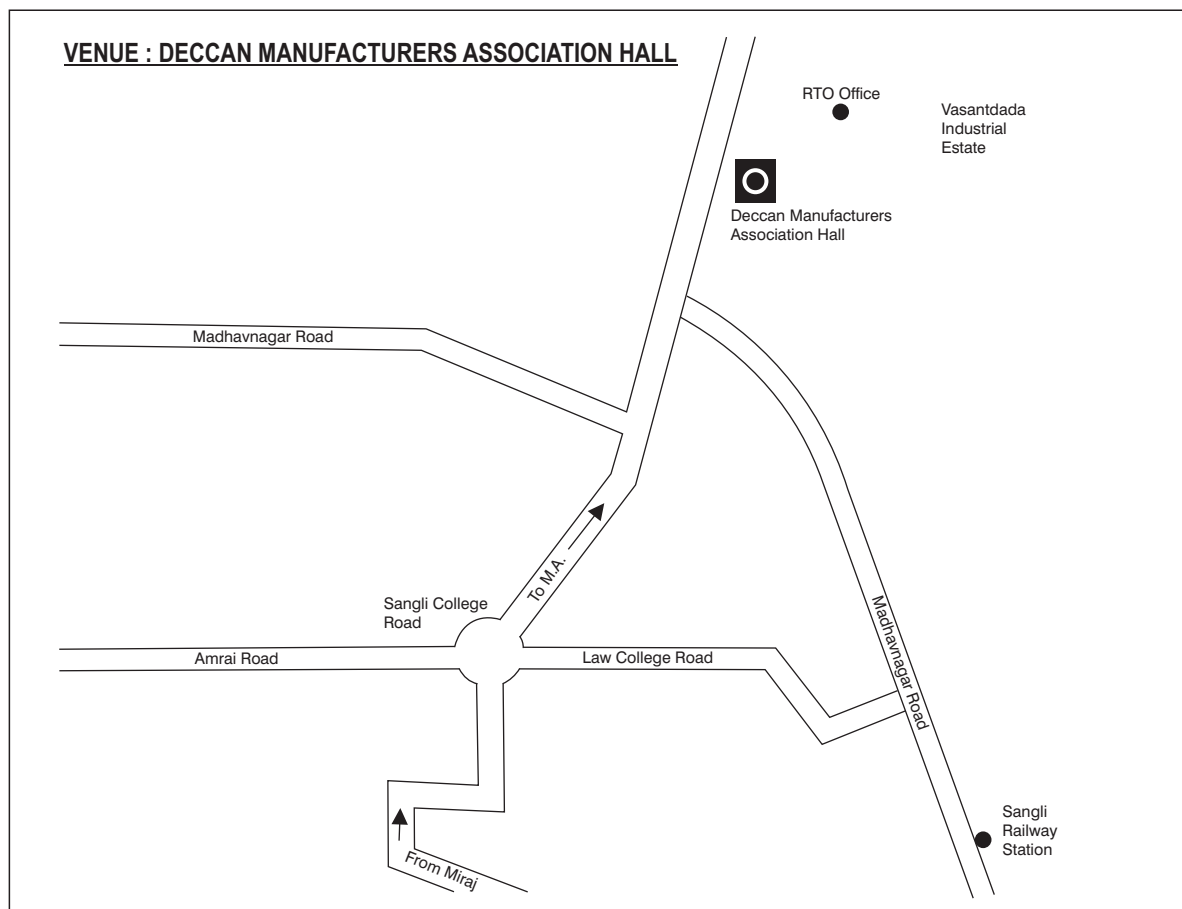 VENUE : DECCAN MANUFACTURERS ASSOCIATION HALL
RTO Office
Vasantdada
Industrial
Estate
Deccan Manufacturers
Association Hall
Madhavnagar Road
To M.A.
Sangli College
Road
Amrai Road
Law College Road
Madhavnagar Road
Sangli
Railway
Station
From Miraj